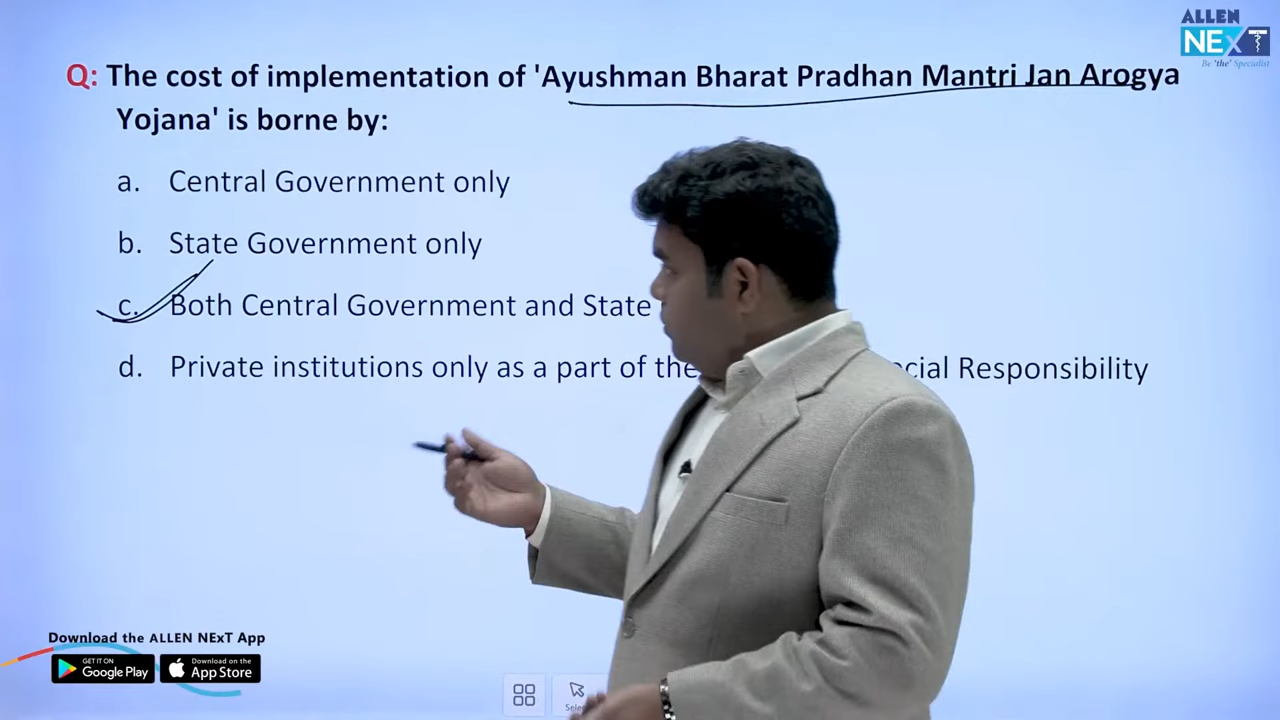 ALLEN
NExT
Be 'the' Specialist
Q: The cost of implementation of 'Ayushman Bharat Pradhan Mantri Jan Arogya
Yojana' is borne by:
a. Central Government only
b. State Government only
c. Both Central Government and State
d. Private institutions only as a part of the Responsibility
Download the ALLEN NExT App
GET IT ON
Google Play
Download on the
App Store